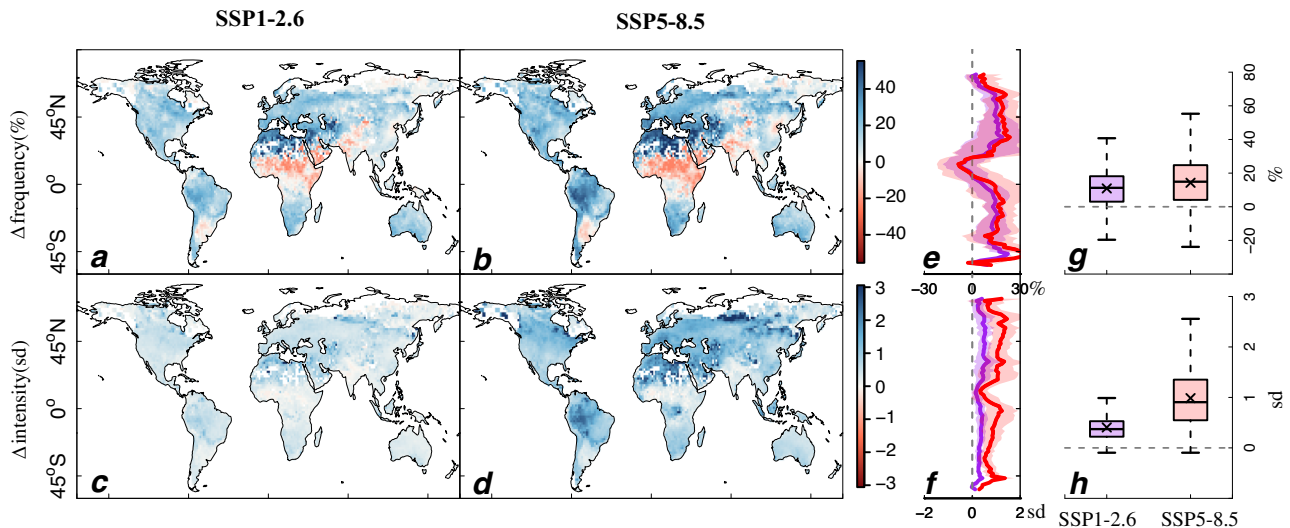 SSP1-2.6
SSP5-8.5
Δfrequency(%)
45°N
0°
45°S
a
b
40
20
0
−20
−40
e
−30
0
30%
g
80
60
40
20
0
−20
%
Δintensity(sd)
45°N
0°
45°S
c
d
3
2
1
0
−1
−2
−3
f
−2
0
2 sd
h
3
2
1
0
sd
SSP1-2.6
SSP5-8.5